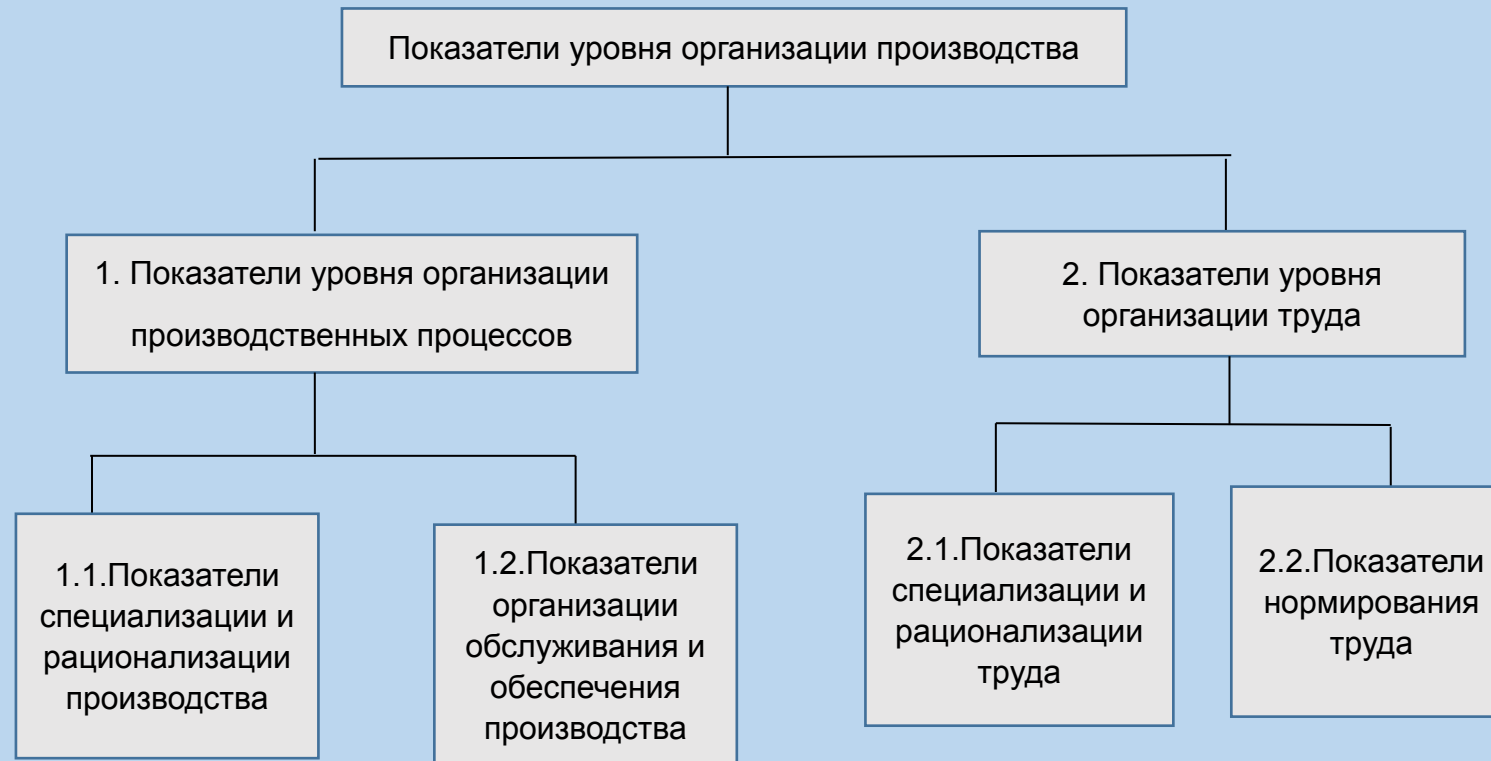 Показатели уровня организации производства
1. Показатели уровня организации
производственных процессов
2. Показатели уровня
организации труда
1.1.Показатели
специализации и
рационализации
производства
1.2.Показатели
организации
обслуживания и
обеспечения
производства
2.1.Показатели
специализации и
рационализации
труда
2.2.Показатели
нормирования
труда